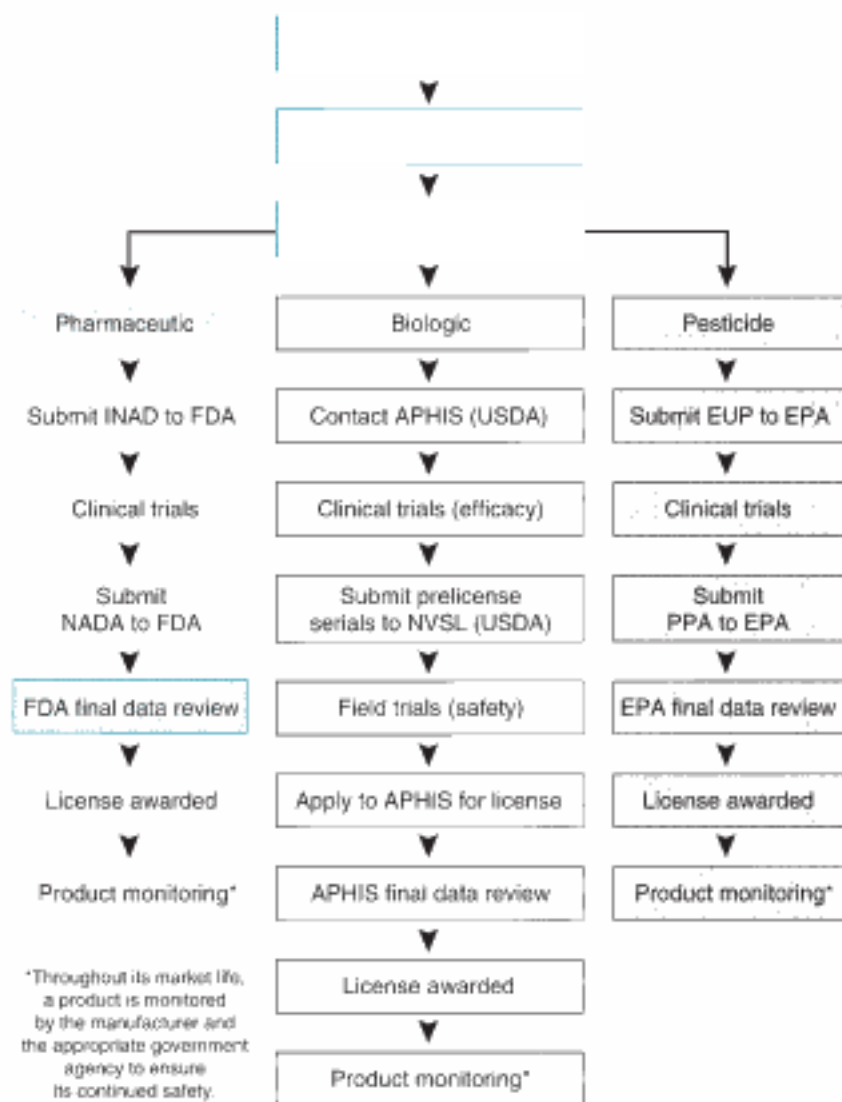 Pharmaceutic
Submit INAD to FDA
Clinical trials
Submit
NADA to FDA
FDA final data review
License awarded
Product monitoring*
*Throughout its market life,
a product is monitored
by the manufacturer and
the appropriate government
agency to ensure
its continued safety.
Biologic
Contact APHIS (USDA)
Clinical trials (efficacy)
Submit prelicense
serials to NVSL (USDA)
Field trials (safety)
Apply to APHIS for license
APHIS final data review
License awarded
Product monitoring*
Pesticide
Submit EUP to EPA
Clinical trials
Submit
PPA to EPA
EPA final data review
License awarded
Product monitoring*